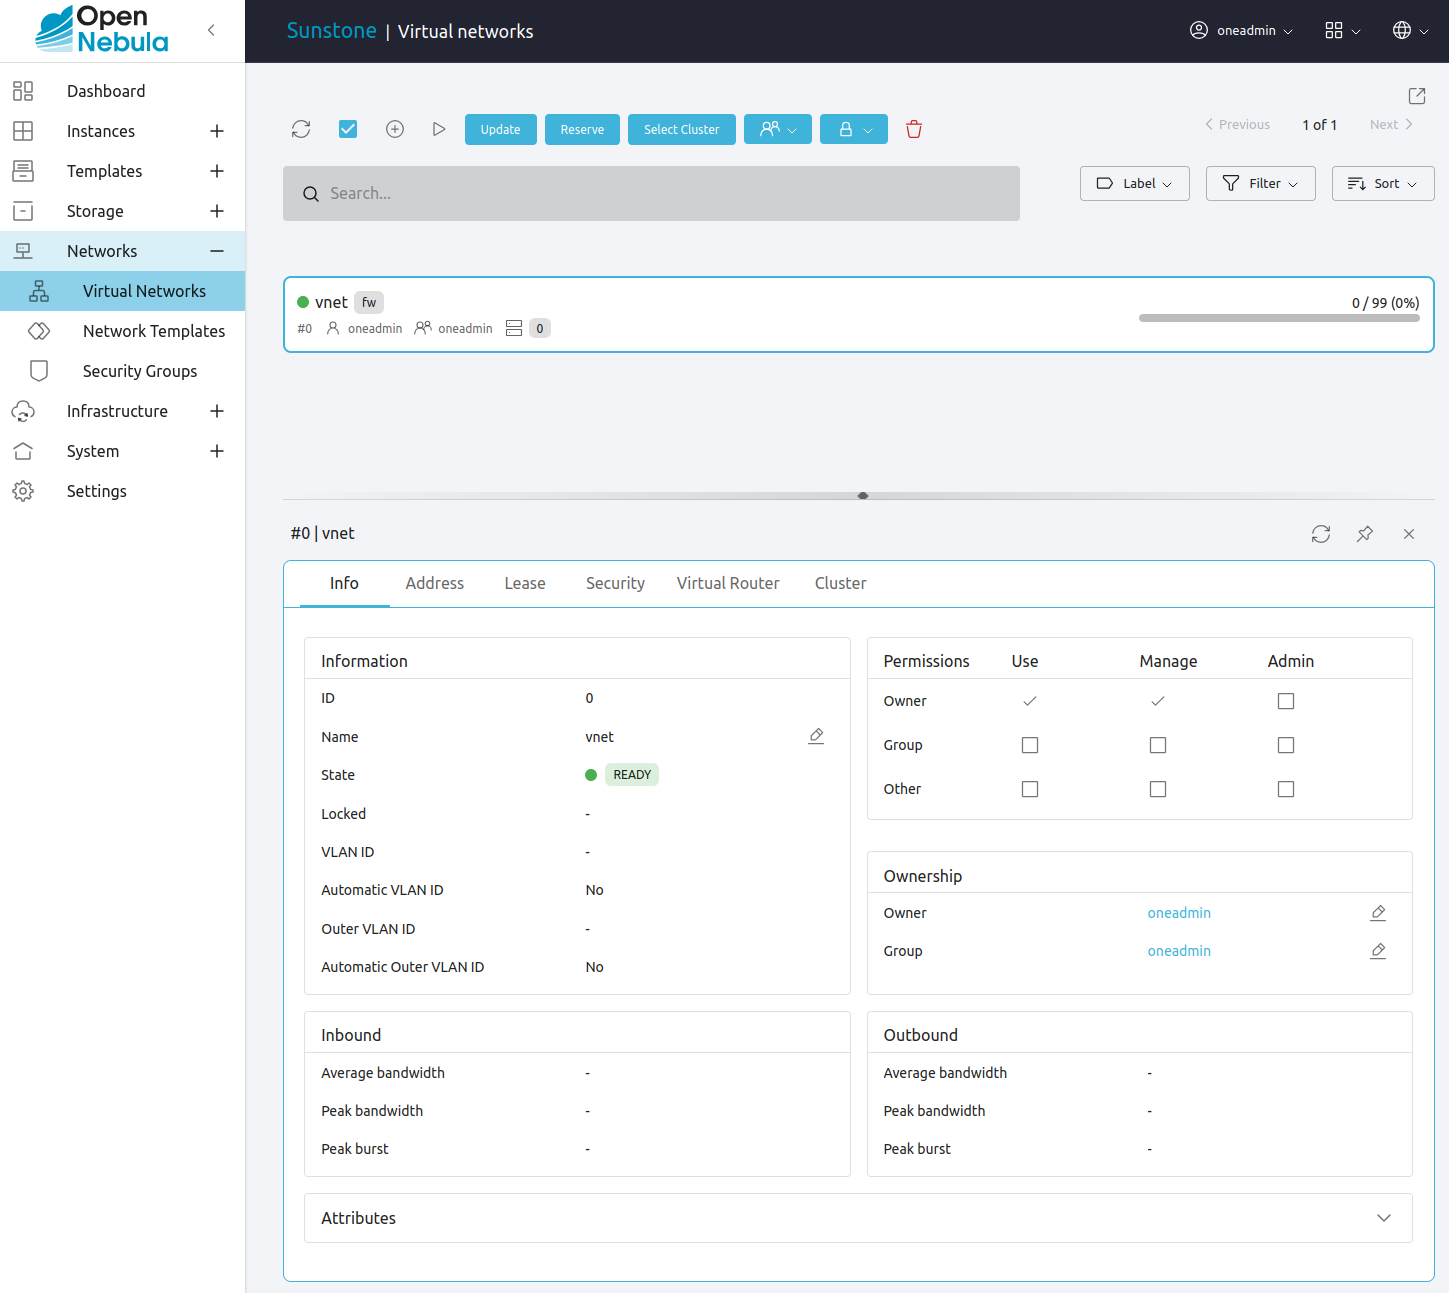 Open
Nebula
Sunstone | Virtual networks
oneadmin
Dashboard
Instances
Templates
Storage
Networks
Virtual Networks
Network Templates
Security Groups
Infrastructure
System
Settings
Update
Reserve
Select Cluster
Previous
1 of 1
Next
Search...
Label
Filter
Sort
vnet
fw
0 / 99 (0%)
#0
oneadmin
oneadmin
0
#0 | vnet
Info
Address
Lease
Security
Virtual Router
Cluster
Information
ID
0
Name
vnet
State
READY
Locked
-
VLAN ID
-
Automatic VLAN ID
No
Outer VLAN ID
-
Automatic Outer VLAN ID
No
Permissions
Use
Manage
Admin
Owner
Group
Other
Ownership
Owner
oneadmin
Group
oneadmin
Inbound
Average bandwidth
-
Peak bandwidth
-
Peak burst
-
Outbound
Average bandwidth
-
Peak bandwidth
-
Peak burst
-
Attributes